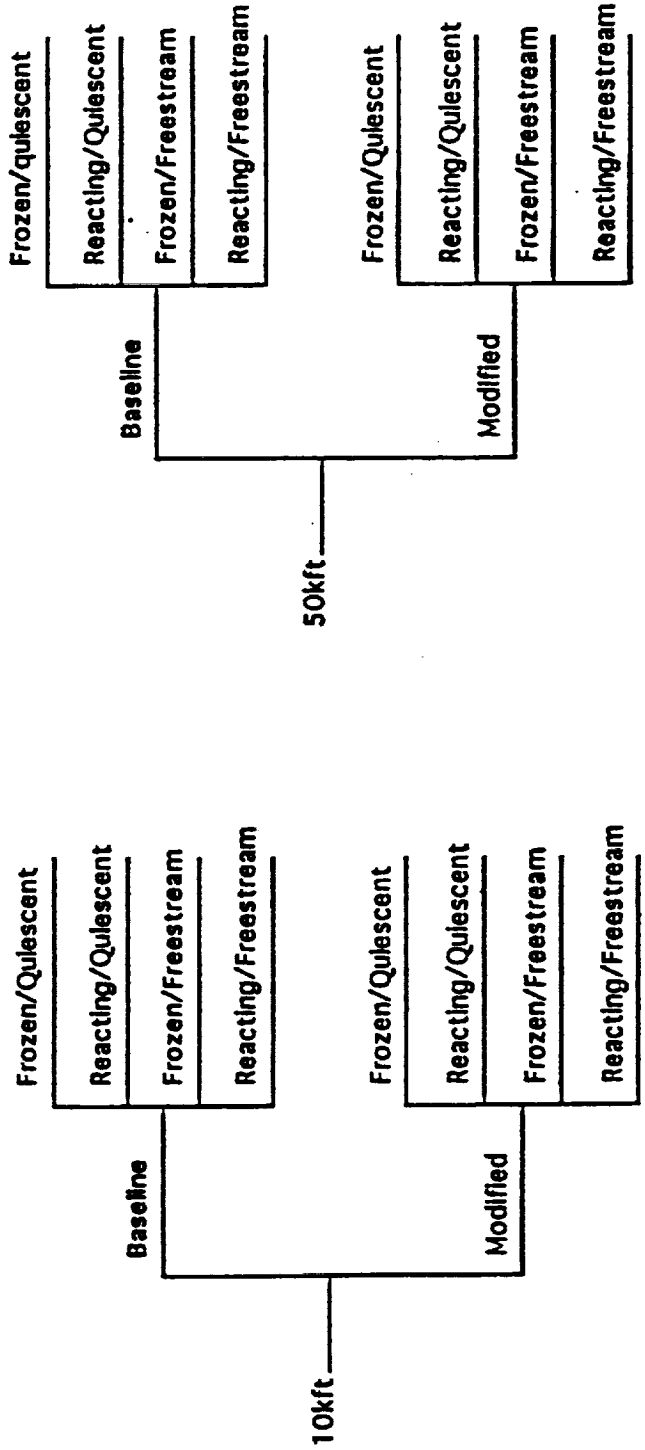 10kft
Baseline
Frozen/Quiescent
Reacting/Quiescent
Frozen/Freestream
Reacting/Freestream
Modified
Frozen/Quiescent
Reacting/Quiescent
Frozen/Freestream
Reacting/Freestream
50kft
Baseline
Frozen/quiescent
Reacting/Quiescent
Frozen/Freestream
Reacting/Freestream
Modified
Frozen/Quiescent
Reacting/Quiescent
Frozen/Freestream
Reacting/Freestream